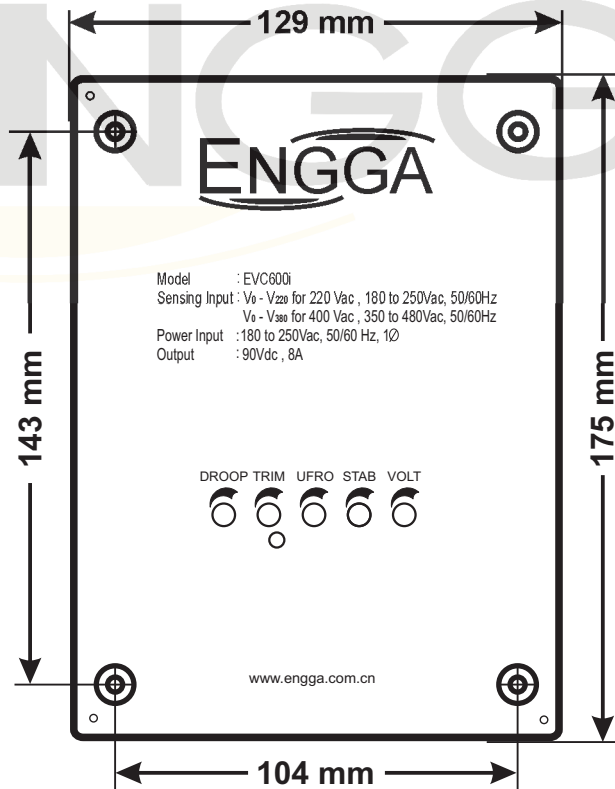 129 mm
ENGGA
Model : EVC600i
Sensing Input : V0 - V220 for 220 Vac , 180 to 250Vac, 50/60Hz
V0 - V380 for 400 Vac , 350 to 480Vac, 50/60Hz
Power Input : 180 to 250Vac, 50/60 Hz, 1Ø
Output : 90Vdc , 8A
143 mm
175 mm
DROOP TRIM UFRO STAB VOLT
www.engga.com.cn
104 mm